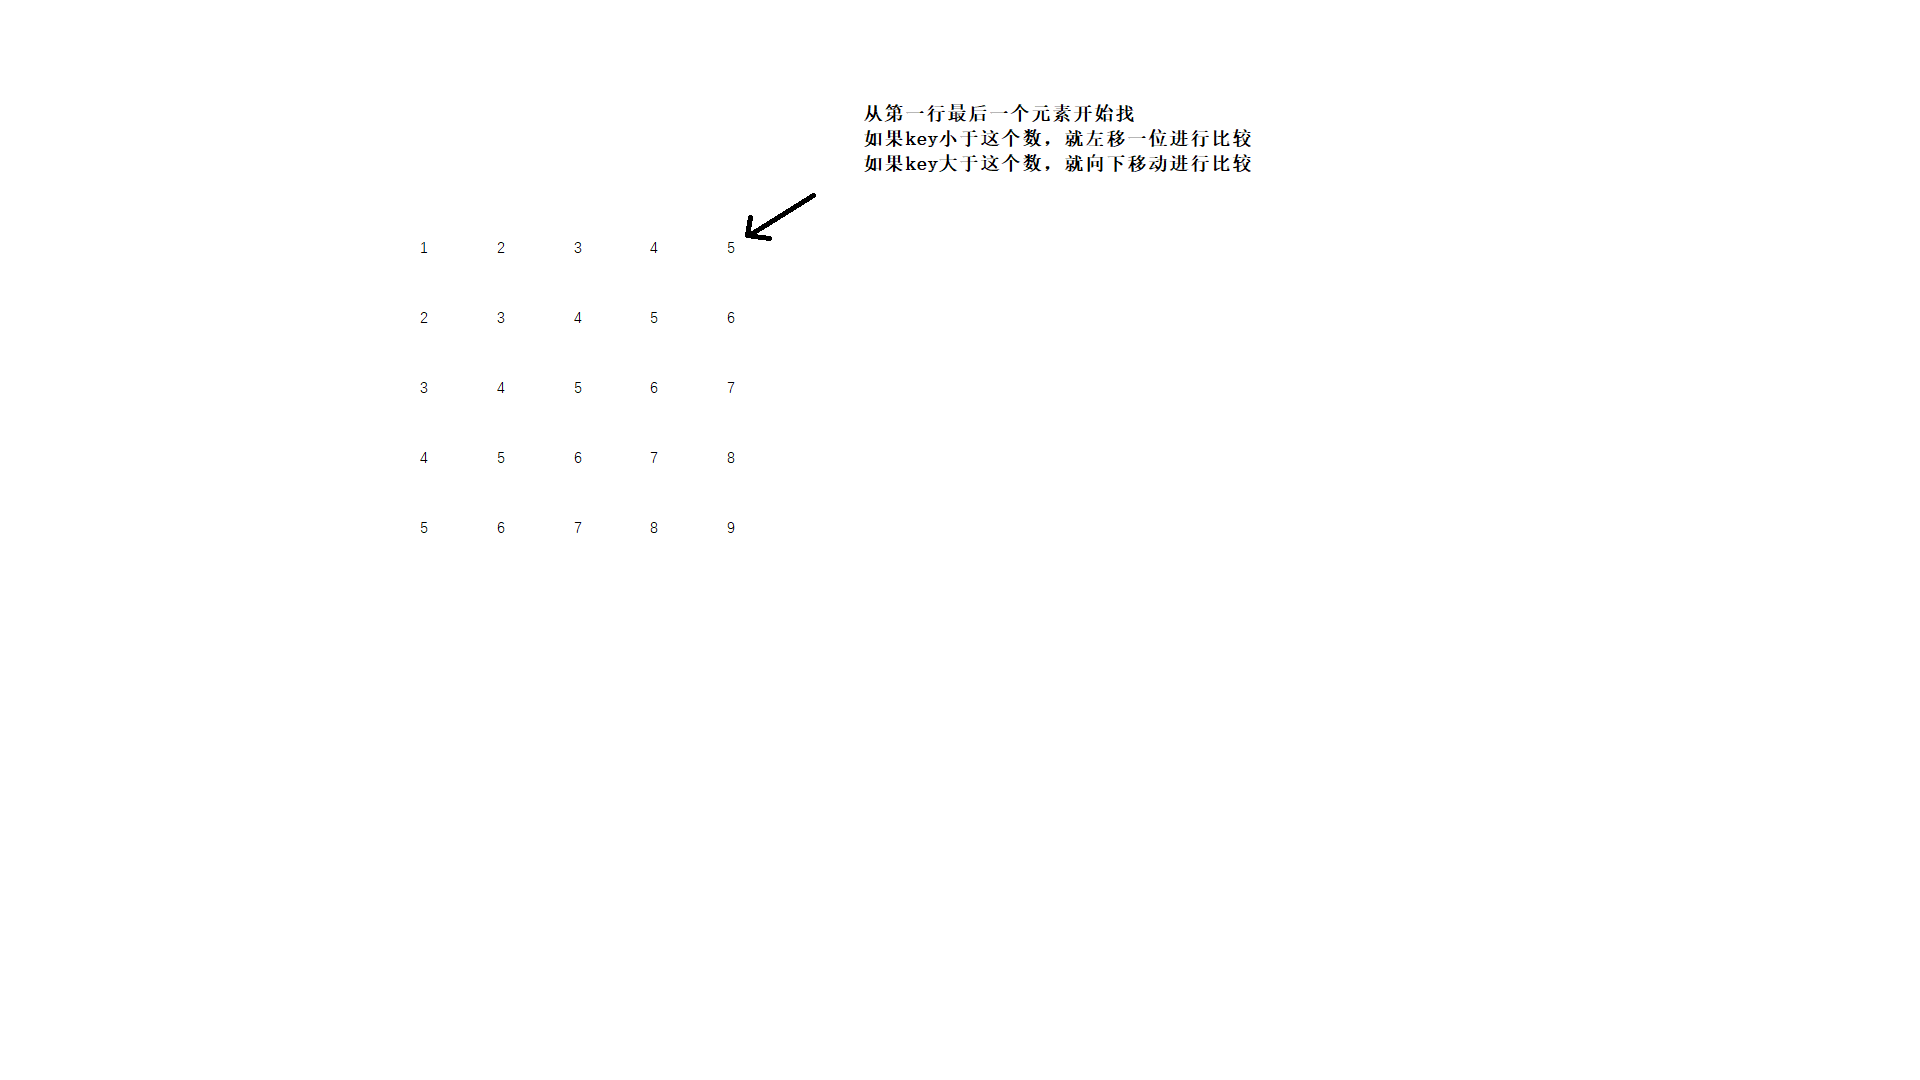 从第一行最后一个元素开始找
如果key小于这个数，就左移一位进行比较
如果key大于这个数，就向下移动进行比较
1 2 3 4 5
2 3 4 5 6
3 4 5 6 7
4 5 6 7 8
5 6 7 8 9